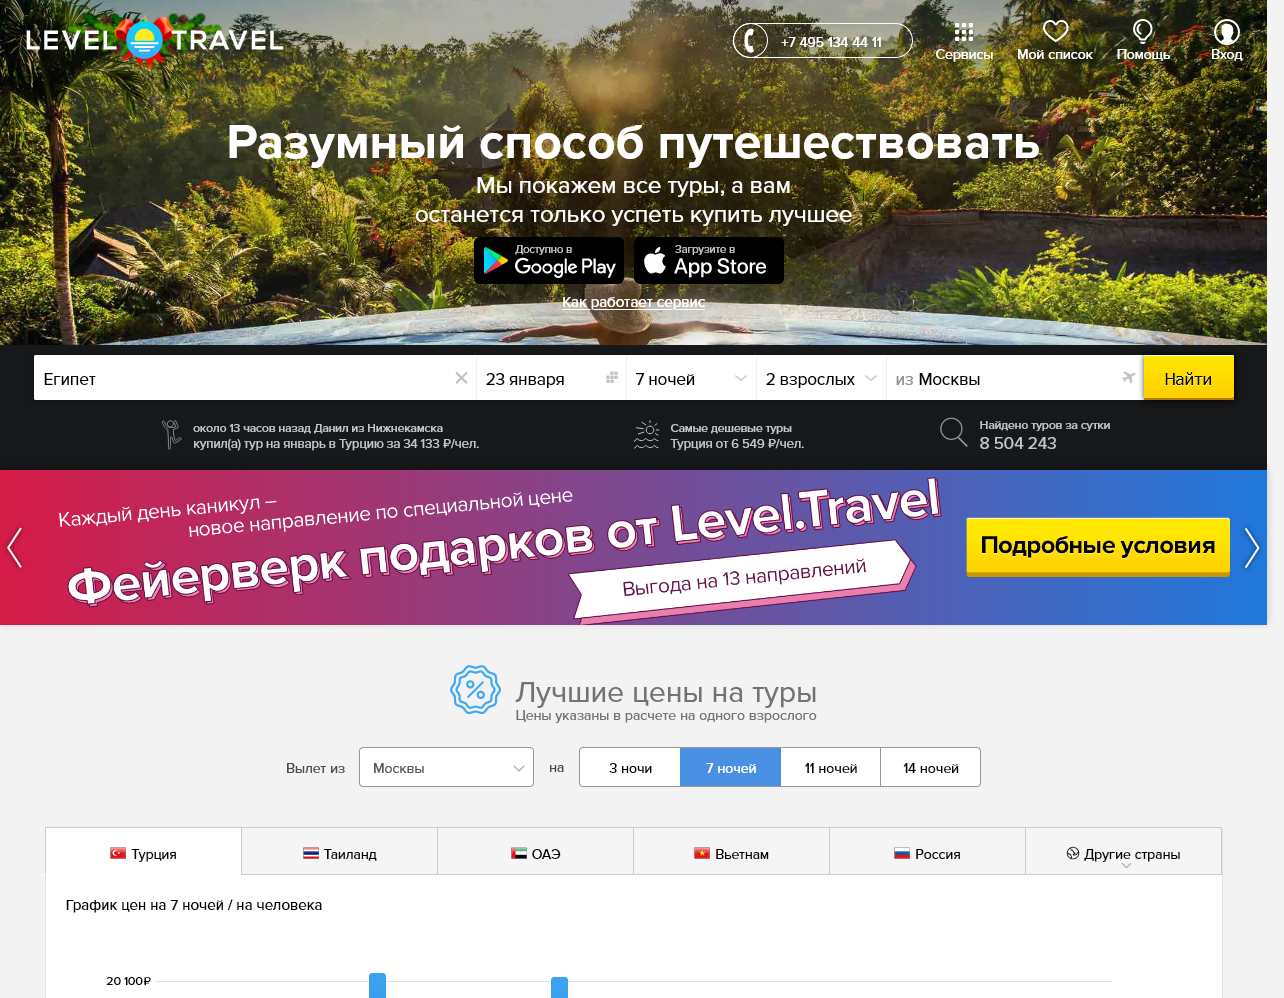 LEVEL TRAVEL
+7 495 134 44 11
Сервисы
Мой список
Помощь
Вход
Разумный способ путешествовать
Мы покажем все туры, а вам
останется только успеть купить лучшее
Доступно в
Google Play
Загрузите в
App Store
Как работает сервис
Египет
23 января
7 ночей
2 взрослых
из Москвы
Найти
около 13 часов назад Данил из Нижнекамска
купил(а) тур на январь в Турцию за 34 133 ₽/чел.
Самые дешевые туры
Турция от 6 549 ₽/чел.
Найдено туров за сутки
8 504 243
Каждый день каникул –
новое направление по специальной цене
Фейерверк подарков от Level.Travel
Выгода на 13 направлений
Подробные условия
Лучшие цены на туры
Цены указаны в расчете на одного взрослого
Вылет из
Москвы
на
3 ночи
7 ночей
11 ночей
14 ночей
Турция
Таиланд
ОАЭ
Вьетнам
Россия
Другие страны
График цен на 7 ночей / на человека
20 100₽